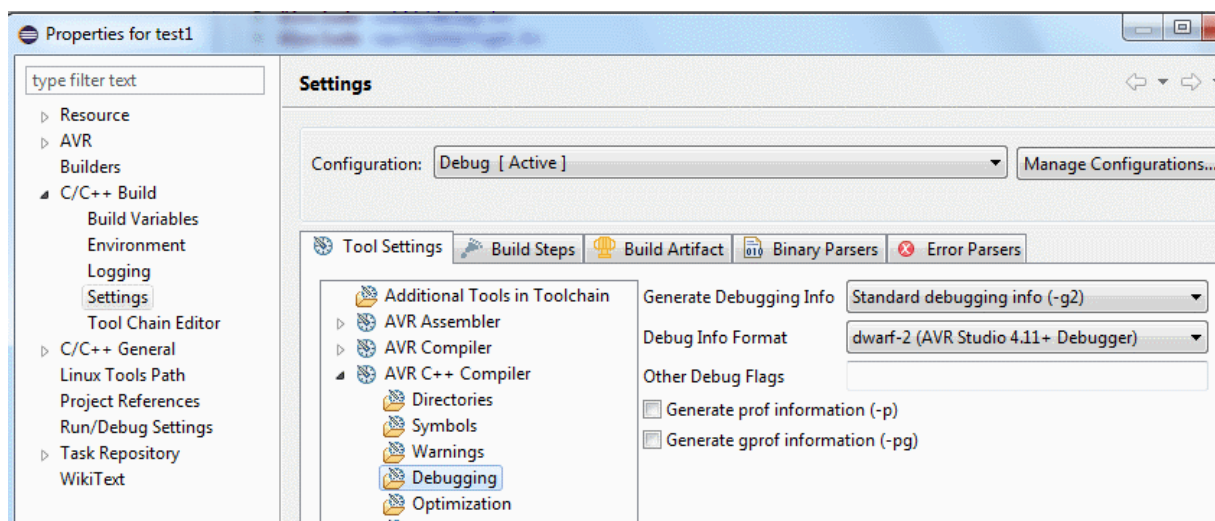 Properties for test1
type filter text
Settings
Resource
AVR
Builders
C/C++ Build
Build Variables
Environment
Logging
Settings
Tool Chain Editor
C/C++ General
Linux Tools Path
Project References
Run/Debug Settings
Task Repository
WikiText
Configuration: Debug [ Active ] Manage Configurations...
Tool Settings Build Steps Build Artifact Binary Parsers Error Parsers
Additional Tools in Toolchain
AVR Assembler
AVR Compiler
AVR C++ Compiler
Directories
Symbols
Warnings
Debugging
Optimization
Generate Debugging Info Standard debugging info (-g2)
Debug Info Format dwarf-2 (AVR Studio 4.11+ Debugger)
Other Debug Flags
Generate prof information (-p)
Generate gprof information (-pg)